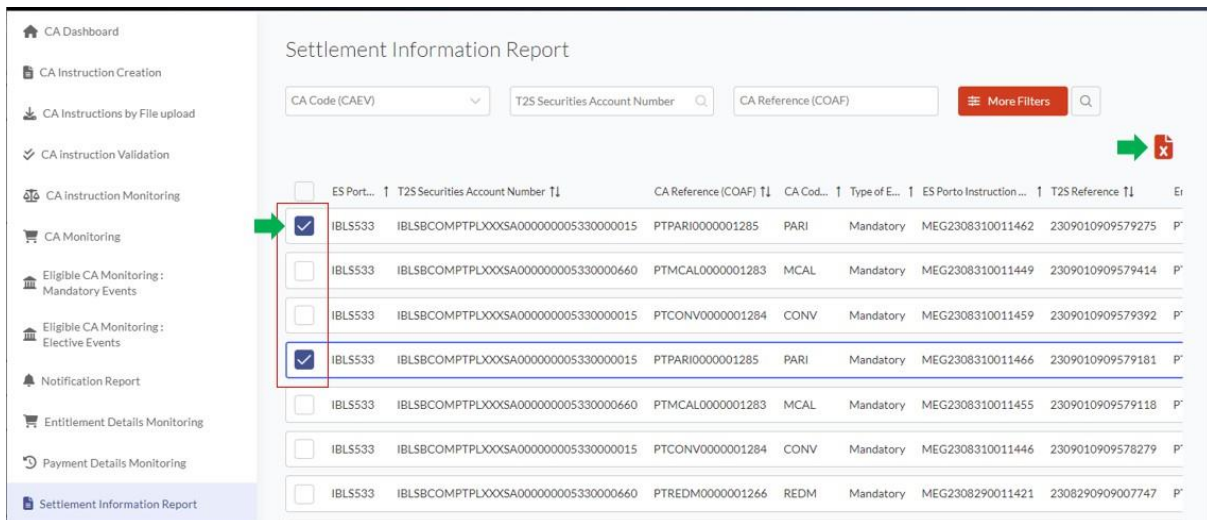 CA Dashboard
CA Instruction Creation
CA Instructions by File upload
CA instruction Validation
CA instruction Monitoring
CA Monitoring
Eligible CA Monitoring :
Mandatory Events
Eligible CA Monitoring :
Elective Events
Notification Report
Entitlement Details Monitoring
Payment Details Monitoring
Settlement Information Report
Settlement Information Report
CA Code (CAEV) T2S Securities Account Number CA Reference (COAF) More Filters
ES Port... T2S Securities Account Number CA Reference (COAF) CA Cod... Type of E... ES Porto Instruction ... T2S Reference
IBLS533 IBLSBCOMPTPLXXXSA000000005330000015 PTPARI0000001285 PARI Mandatory MEG2308310011462 2309010909579275
IBLS533 IBLSBCOMPTPLXXXSA000000005330000660 PTMCAL0000001283 MCAL Mandatory MEG2308310011449 2309010909579414
IBLS533 IBLSBCOMPTPLXXXSA000000005330000015 PTCONV0000001284 CONV Mandatory MEG2308310011459 2309010909579392
IBLS533 IBLSBCOMPTPLXXXSA000000005330000015 PTPARI0000001285 PARI Mandatory MEG2308310011466 2309010909579181
IBLS533 IBLSBCOMPTPLXXXSA000000005330000660 PTMCAL0000001283 MCAL Mandatory MEG2308310011455 2309010909579118
IBLS533 IBLSBCOMPTPLXXXSA000000005330000015 PTCONV0000001284 CONV Mandatory MEG2308310011446 2309010909578279
IBLS533 IBLSBCOMPTPLXXXSA000000005330000660 PTREDM0000001266 REDM Mandatory MEG2308290011421 2308290909007747